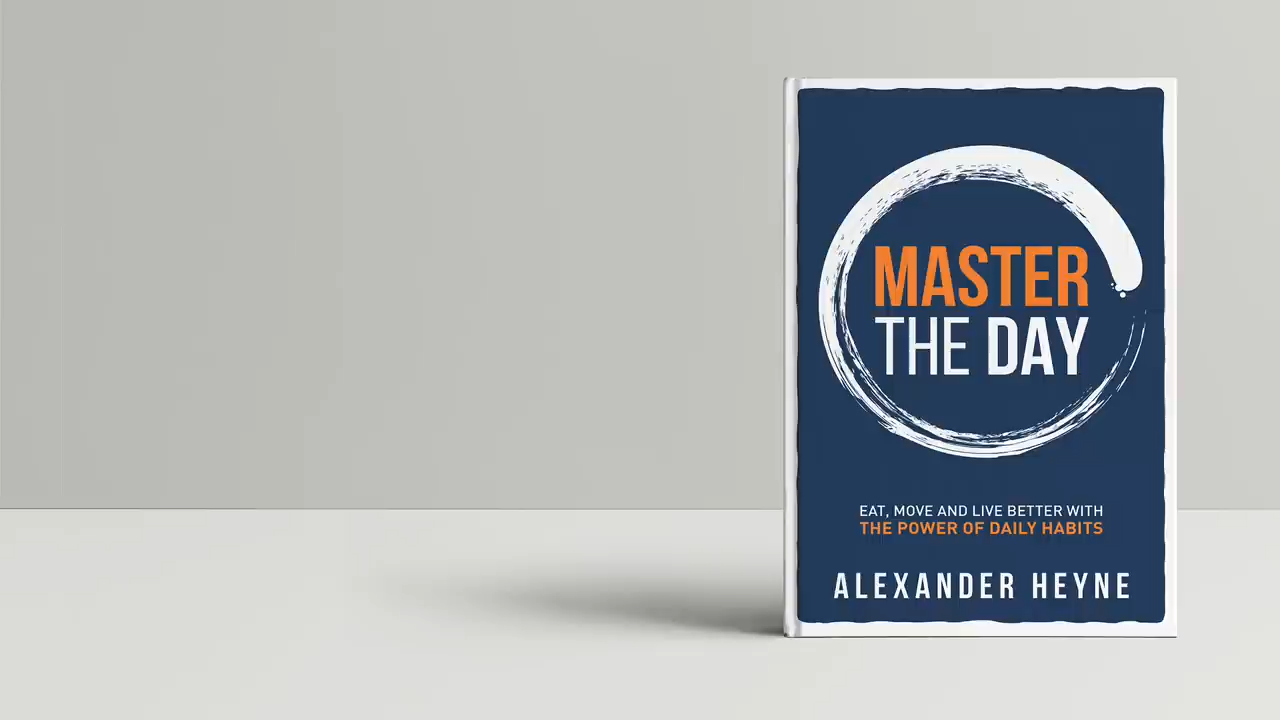 MASTER
THE DAY
EAT, MOVE AND LIVE BETTER WITH
THE POWER OF DAILY HABITS
ALEXANDER HEYNE